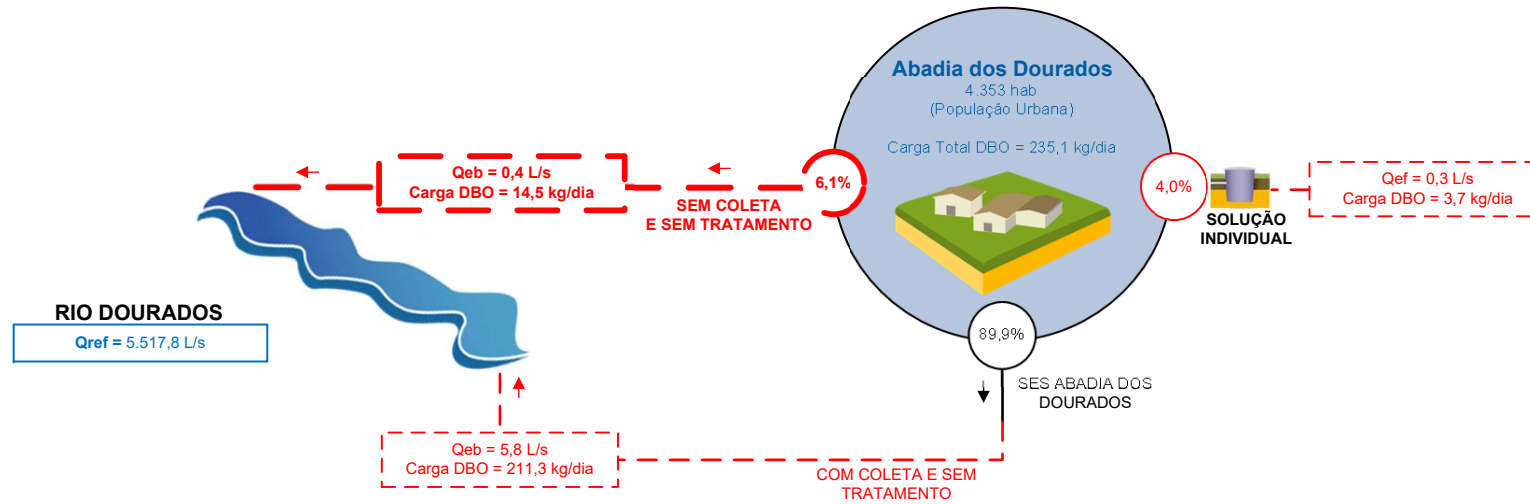 Abadia dos Dourados
4.353 hab
(População Urbana)
Carga Total DBO = 235,1 kg/dia
Qeb = 0,4 L/s
Carga DBO = 14,5 kg/dia
6,1%
SEM COLETA
E SEM TRATAMENTO
4,0%
SOLUÇÃO
INDIVIDUAL
Qef = 0,3 L/s
Carga DBO = 3,7 kg/dia
RIO DOURADOS
Qref = 5.517,8 L/s
89,9%
SES ABADIA DOS
DOURADOS
Qeb = 5,8 L/s
Carga DBO = 211,3 kg/dia
COM COLETA E SEM
TRATAMENTO